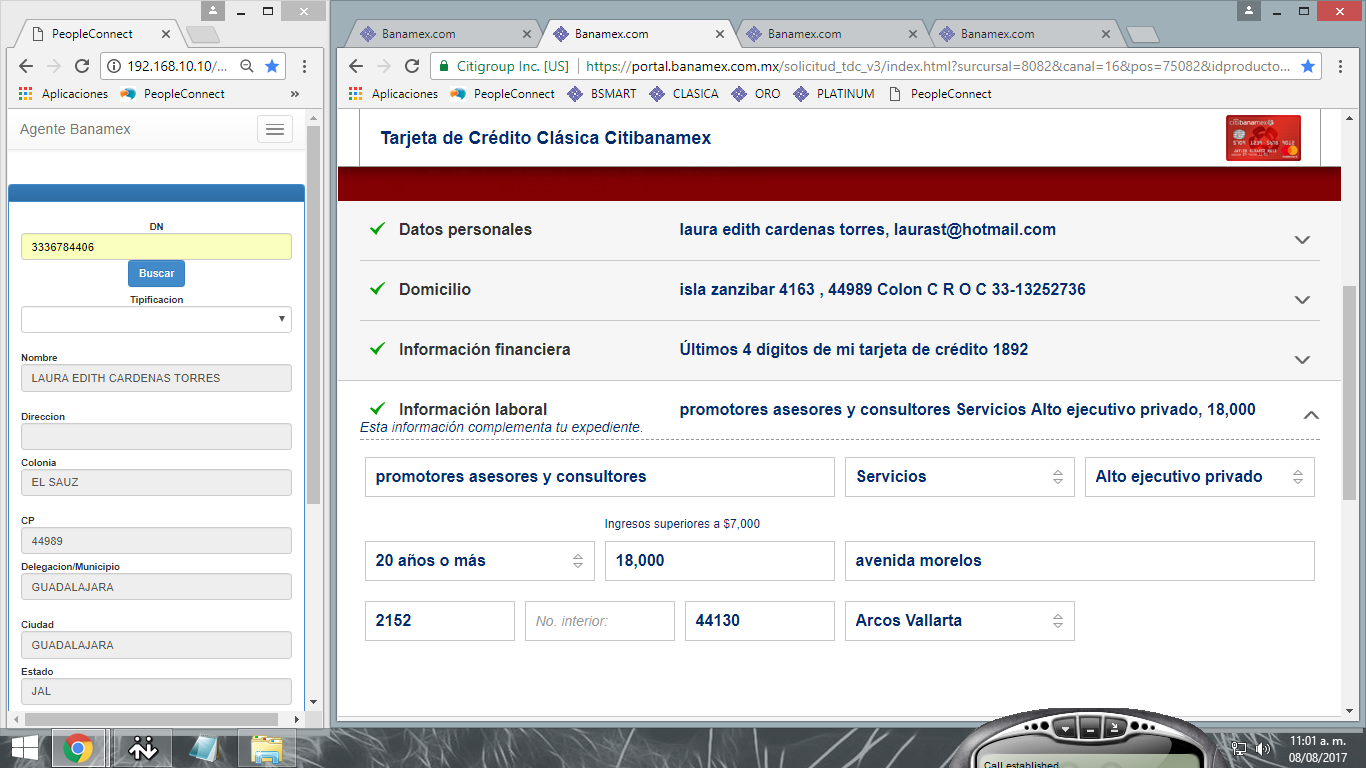 PeopleConnect
192.168.10.10/...
Aplicaciones
PeopleConnect
»
Agente Banamex
DN
3336784406
Buscar
Tipificacion
Nombre
LAURA EDITH CARDENAS TORRES
Direccion
Colonia
EL SAUZ
CP
44989
Delegacion/Municipio
GUADALAJARA
Ciudad
GUADALAJARA
Estado
JAL
Banamex.com
Banamex.com
Banamex.com
Banamex.com
Citigroup Inc. [US]
https://portal.banamex.com.mx/solicitud_tdc_v3/index.html?surcursal=8082&canal=16&pos=75082&idproducto...
Aplicaciones
PeopleConnect
BSMART
CLASICA
ORO
PLATINUM
PeopleConnect
Tarjeta de Crédito Clásica Citibanamex
citibanamex
Datos personales
laura edith cardenas torres, laurast@hotmail.com
Domicilio
isla zanzibar 4163 , 44989 Colon C R O C 33-13252736
Información financiera
Últimos 4 dígitos de mi tarjeta de crédito 1892
Información laboral
promotores asesores y consultores Servicios Alto ejecutivo privado, 18,000
Esta información complementa tu expediente.
promotores asesores y consultores
Servicios
Alto ejecutivo privado
Ingresos superiores a $7,000
20 años o más
18,000
avenida morelos
2152
No. interior:
44130
Arcos Vallarta
Call established
11:01 a. m.
08/08/2017